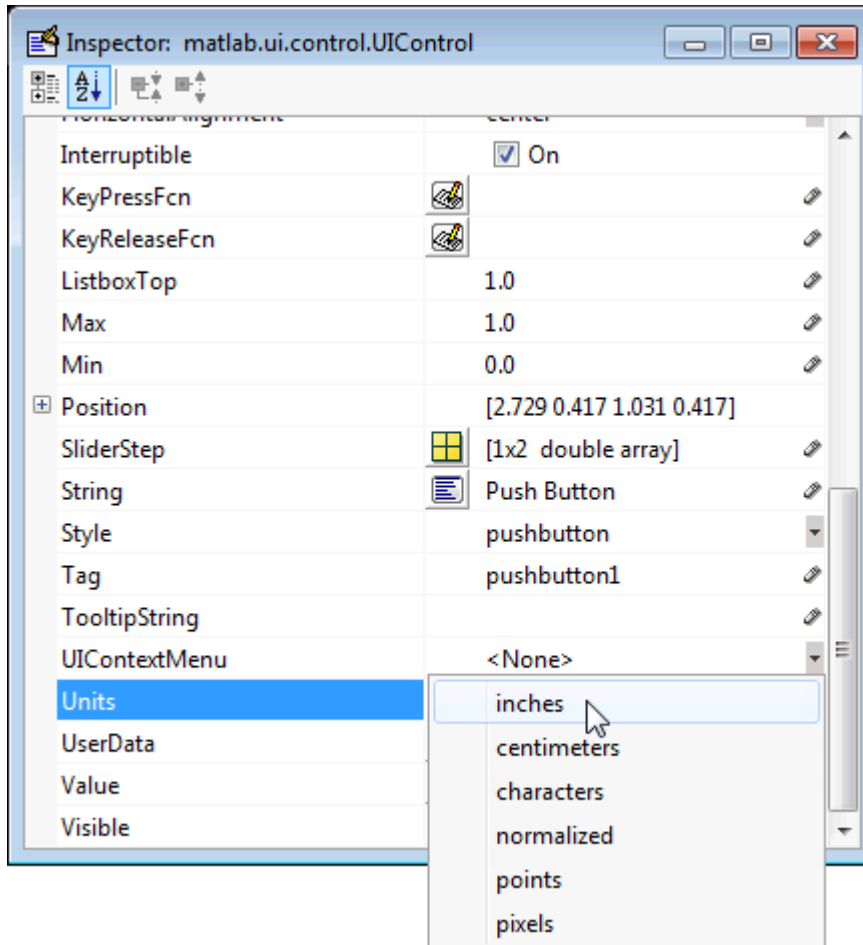 Inspector: matlab.ui.control.UIControl
HorizontalAlignment center
Interruptible On
KeyPressFcn
KeyReleaseFcn
ListboxTop 1.0
Max 1.0
Min 0.0
Position [2.729 0.417 1.031 0.417]
SliderStep [1x2 double array]
String Push Button
Style pushbutton
Tag pushbutton1
TooltipString
UIContextMenu <None>
Units inches
UserData centimeters
Value characters
Visible normalized
points
pixels